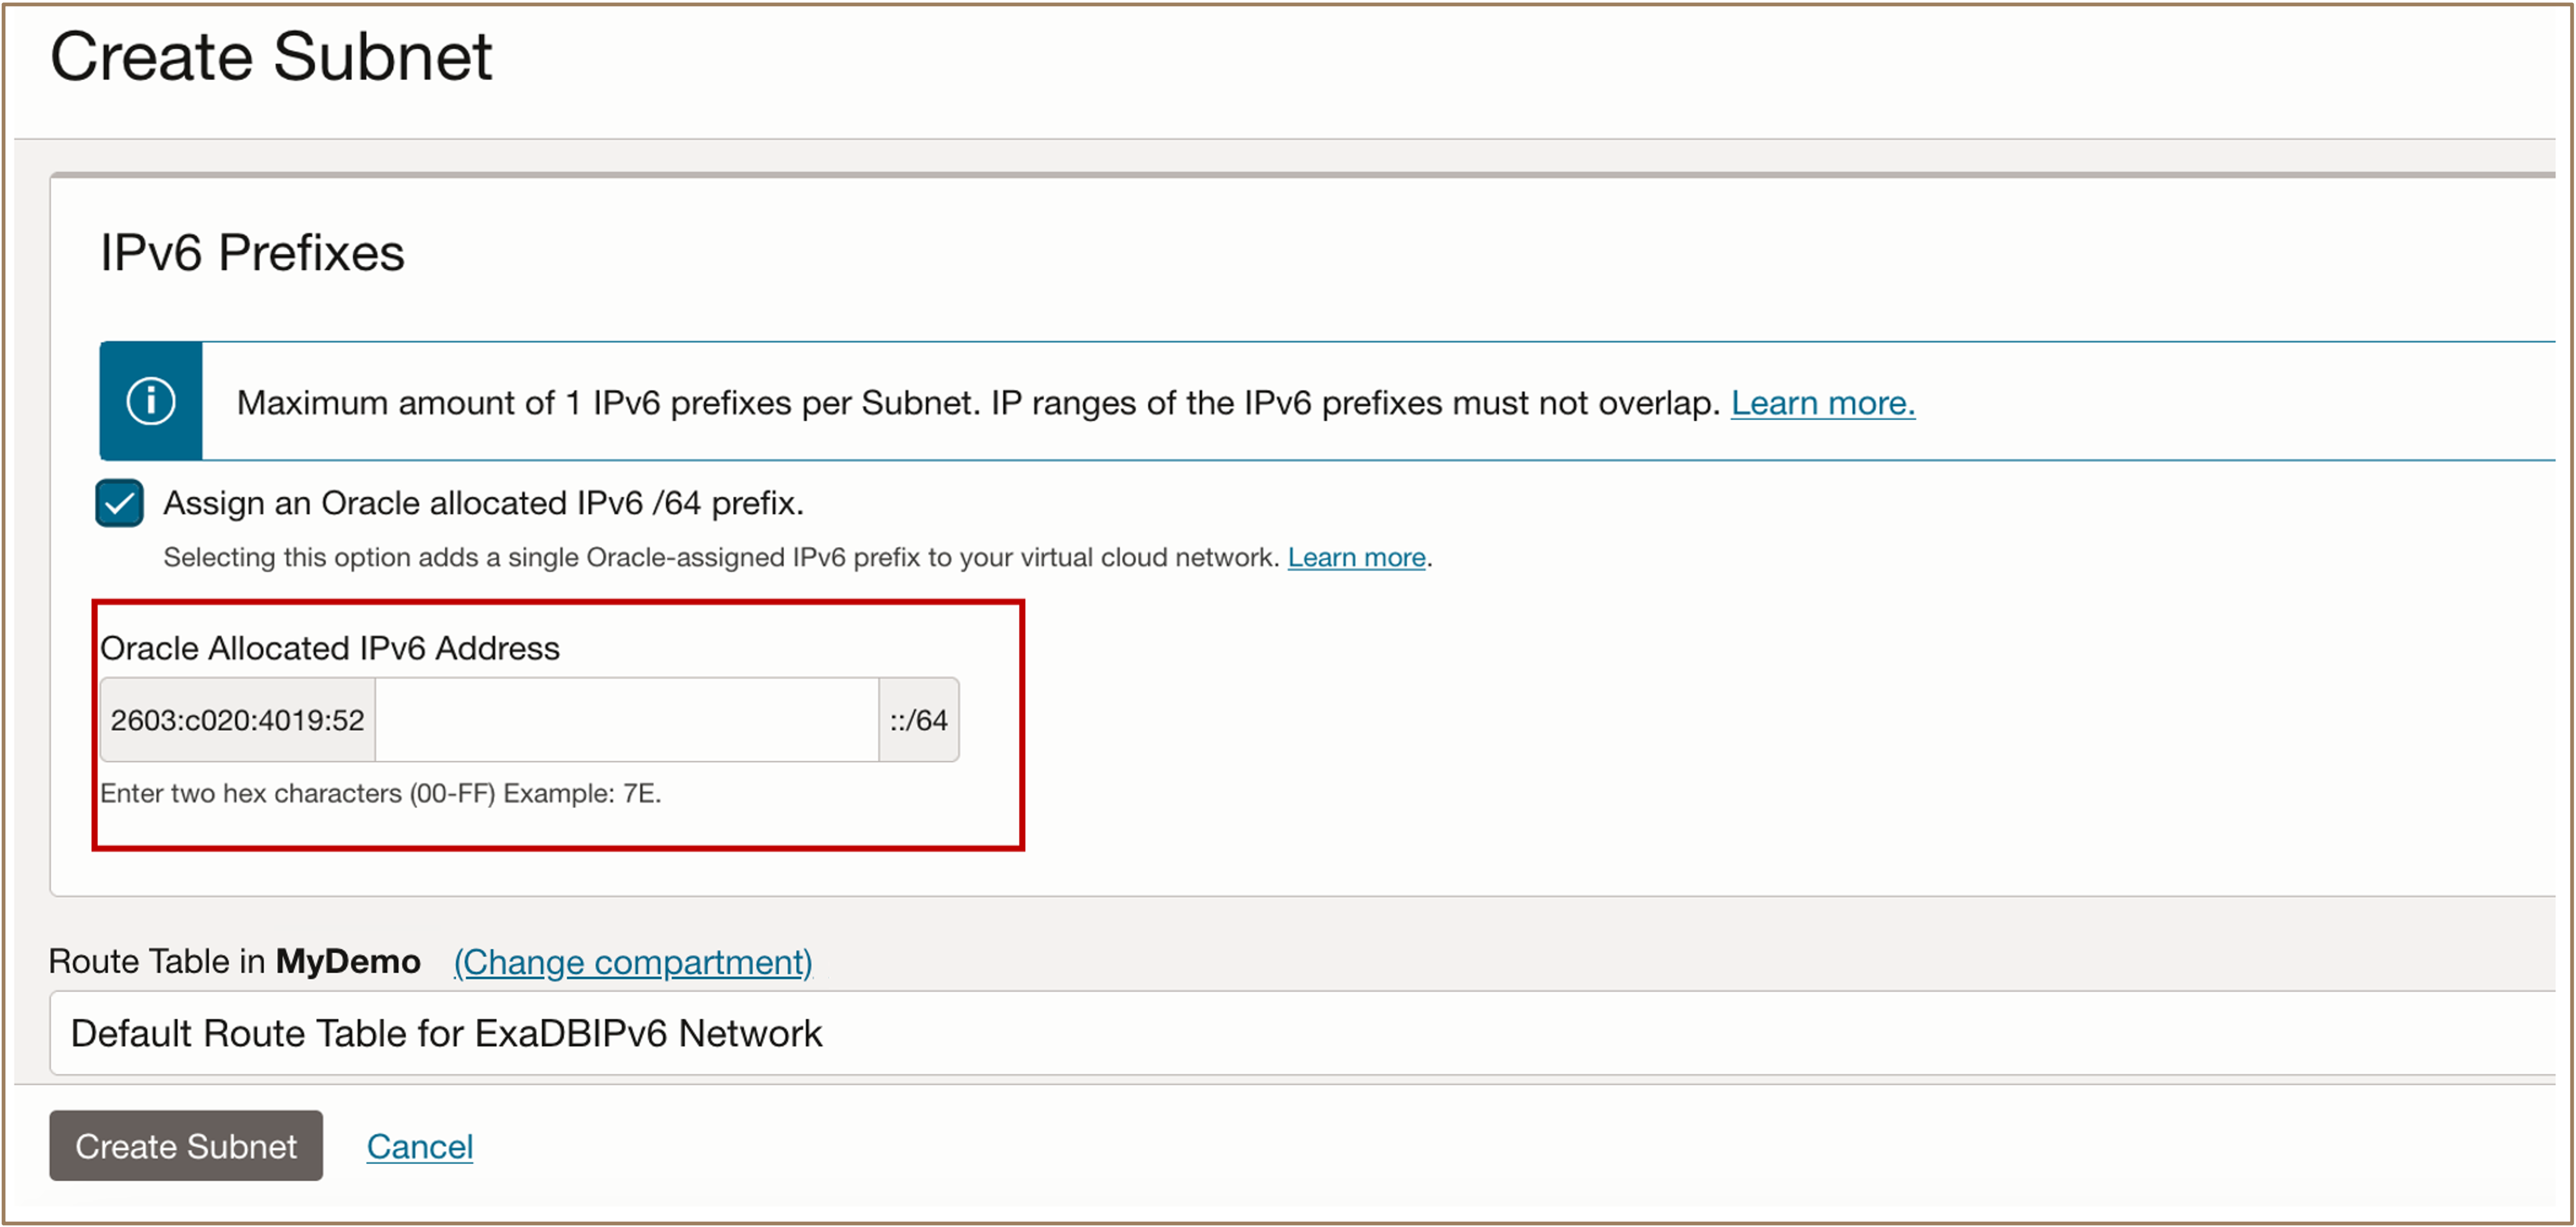 Create Subnet
IPv6 Prefixes
Maximum amount of 1 IPv6 prefixes per Subnet. IP ranges of the IPv6 prefixes must not overlap. Learn more.
Assign an Oracle allocated IPv6 /64 prefix.
Selecting this option adds a single Oracle-assigned IPv6 prefix to your virtual cloud network. Learn more.
Oracle Allocated IPv6 Address
2603:c020:4019:52 ::/64
Enter two hex characters (00-FF) Example: 7E.
Route Table in MyDemo (Change compartment)
Default Route Table for ExaDBIPv6 Network
Create Subnet Cancel